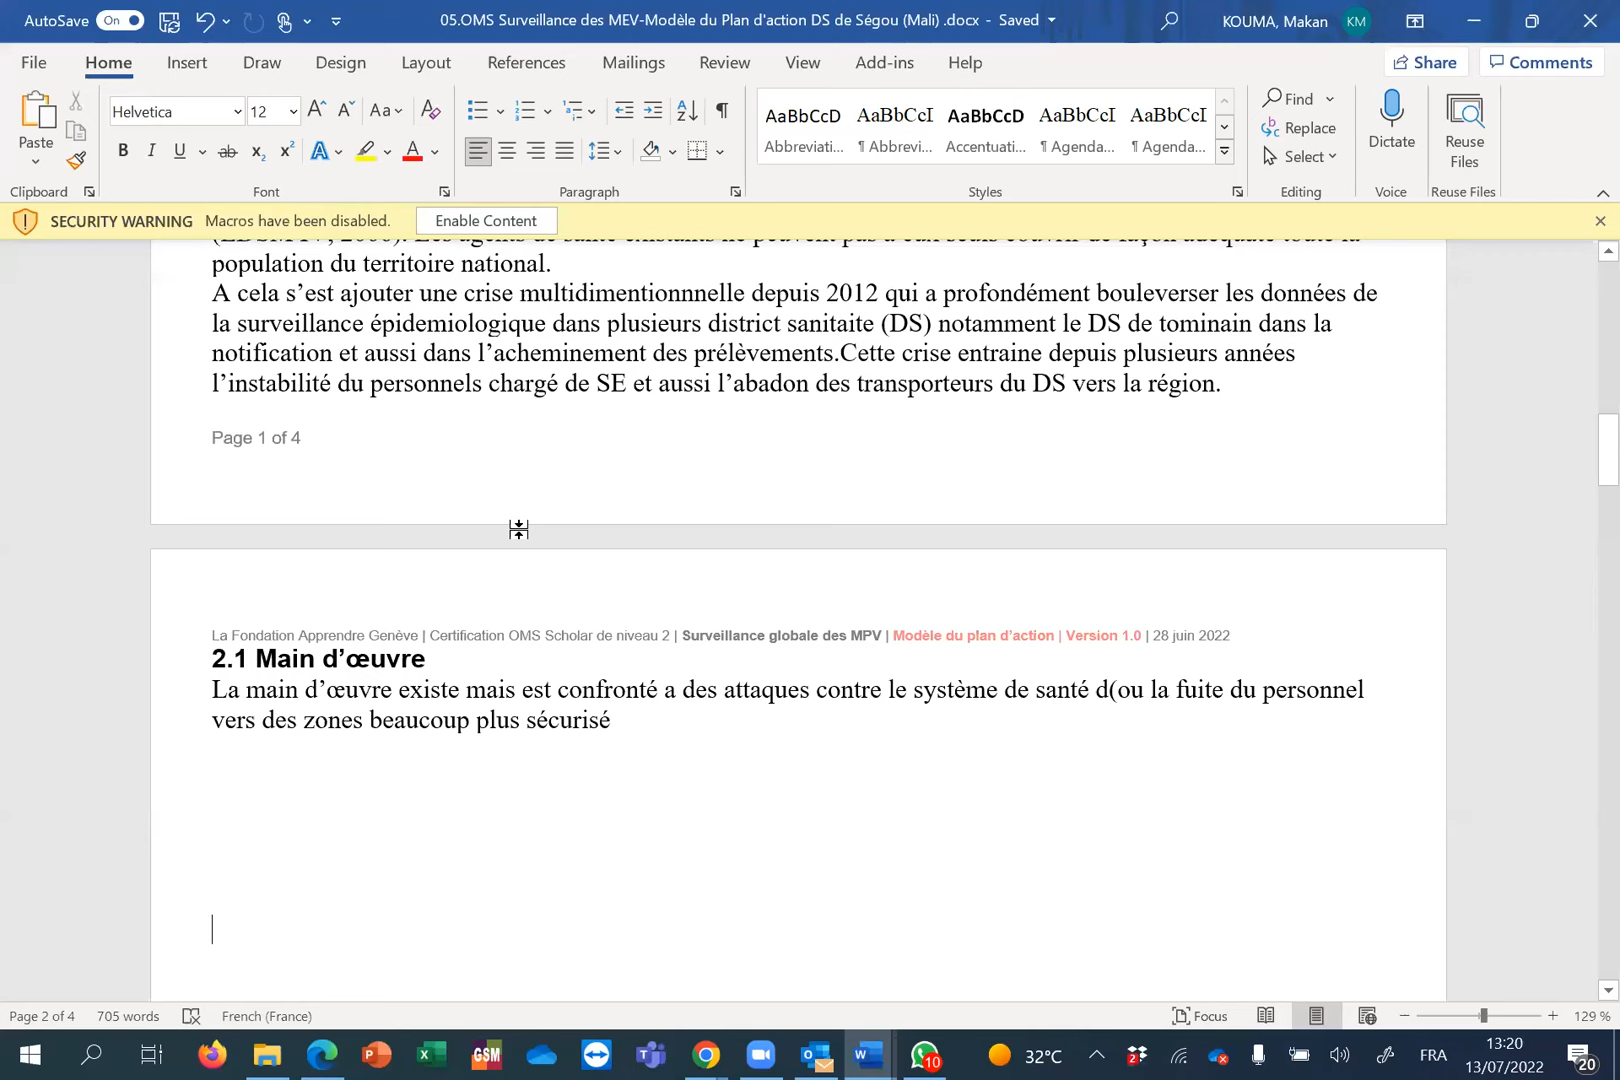 AutoSave On 05.OMS Surveillance des MEV-Modèle du Plan d'action DS de Ségou (Mali) .docx - Saved KOUMA, Makan KM
File Home Insert Draw Design Layout References Mailings Review View Add-ins Help Share Comments
Helvetica 12 Aa
Paste
B I U ab x2 x2 A A
AaBbCcD AaBbCcI AaBbCcD AaBbCcI AaBbCcI
Abbreviati... ¶ Abbrevi... Accentuati... ¶ Agenda... ¶ Agenda...
Find
Replace
Select
Dictate
Reuse
Files
Clipboard Font Paragraph Styles Editing Voice Reuse Files
SECURITY WARNING Macros have been disabled. Enable Content
population du territoire national.
A cela s’est ajouter une crise multidimentionnnelle depuis 2012 qui a profondément bouleverser les données de
la surveillance épidemiologique dans plusieurs district sanitaite (DS) notamment le DS de tominain dans la
notification et aussi dans l’acheminement des prélèvements.Cette crise entraine depuis plusieurs années
l’instabilité du personnels chargé de SE et aussi l’abadon des transporteurs du DS vers la région.
Page 1 of 4
La Fondation Apprendre Genève | Certification OMS Scholar de niveau 2 | Surveillance globale des MPV | Modèle du plan d’action | Version 1.0 | 28 juin 2022
2.1 Main d’œuvre
La main d’œuvre existe mais est confronté a des attaques contre le système de santé d(ou la fuite du personnel
vers des zones beaucoup plus sécurisé
Page 2 of 4 705 words French (France) Focus 129 %
GSM 10 32°C 2 FRA 13:20
13/07/2022 20